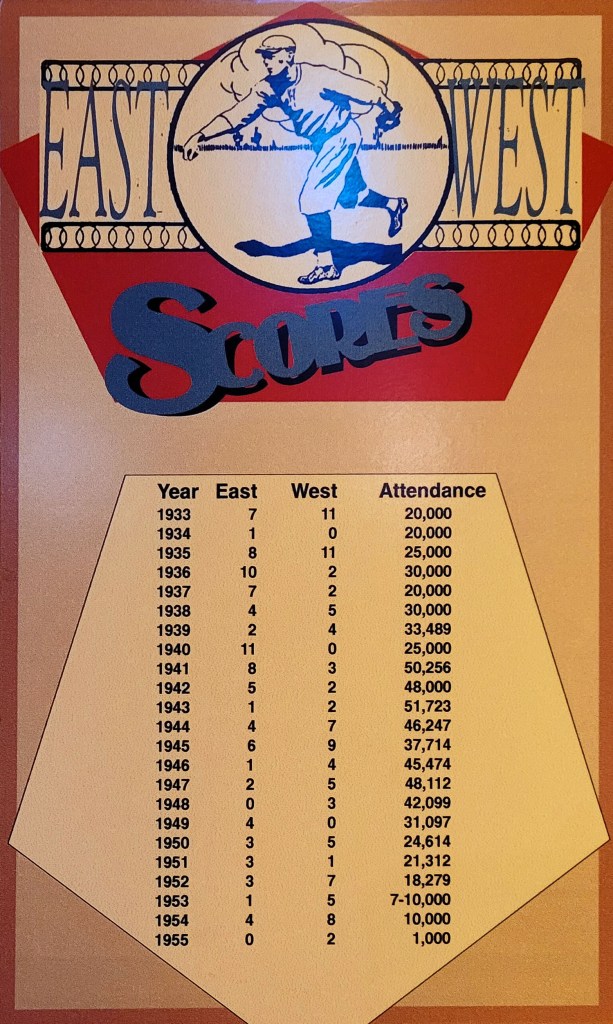 EAST WEST
SCORES
Year East West Attendance
1933 7 11 20,000
1934 1 0 20,000
1935 8 11 25,000
1936 10 2 30,000
1937 7 2 20,000
1938 4 5 30,000
1939 2 4 33,489
1940 11 0 25,000
1941 8 3 50,256
1942 5 2 48,000
1943 1 2 51,723
1944 4 7 46,247
1945 6 9 37,714
1946 1 4 45,474
1947 2 5 48,112
1948 0 3 42,099
1949 4 0 31,097
1950 3 5 24,614
1951 3 1 21,312
1952 3 7 18,279
1953 1 5 7-10,000
1954 4 8 10,000
1955 0 2 1,000